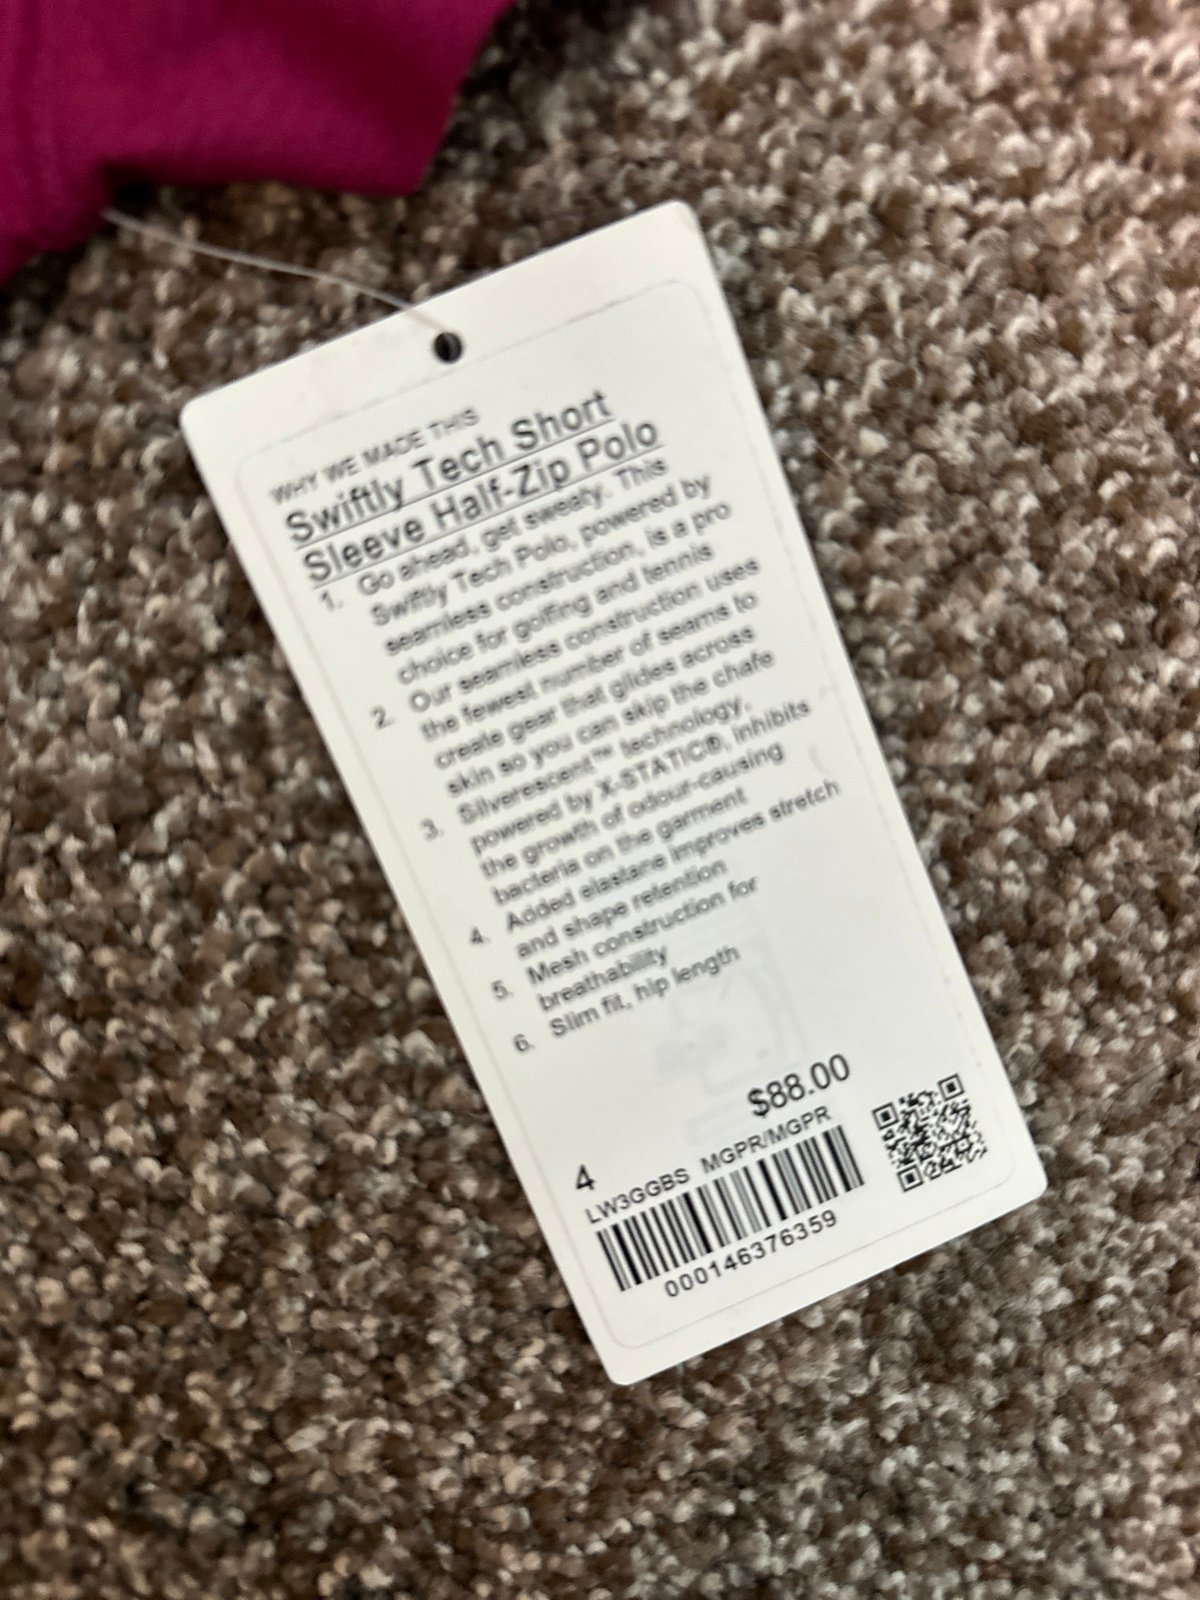 WHY WE MADE THIS
Swiftly Tech Short
Sleeve Half-Zip Polo
1. Go ahead, get sweaty. This
Swiftly Tech Polo, powered by
seamless construction, is a pro
choice for golfing and tennis
2. Our seamless construction uses
the fewest number of seams to
create gear that glides across
skin so you can skip the chafe
3. Silverescent™ technology,
powered by X-STATIC®, inhibits
the growth of odour-causing
bacteria on the garment
4. Added elastane improves stretch
and shape retention
5. Mesh construction for
breathability
6. Slim fit, hip length
$88.00
4
LW3GGBS MGPR/MGPR
000146376359